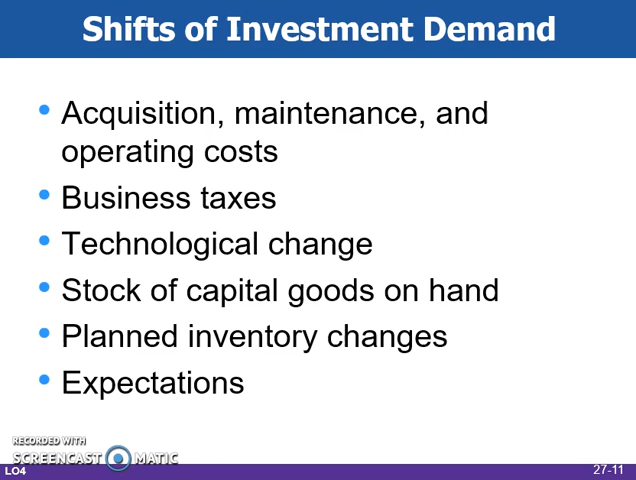 Shifts of Investment Demand
Acquisition, maintenance, and
operating costs
Business taxes
Technological change
Stock of capital goods on hand
Planned inventory changes
Expectations
RECORDED WITH
SCREENCAST MATIC
LO4
27-11